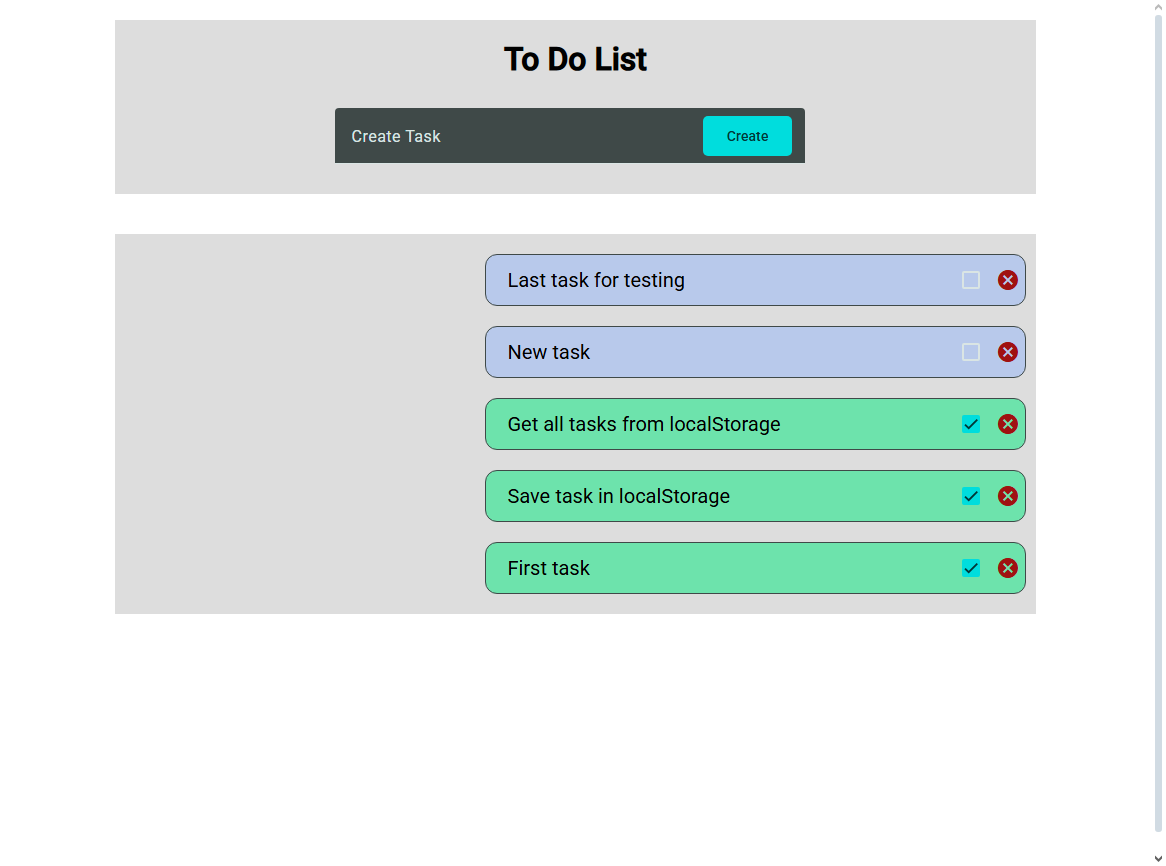 To Do List
Create Task
Create
Last task for testing
New task
Get all tasks from localStorage
Save task in localStorage
First task